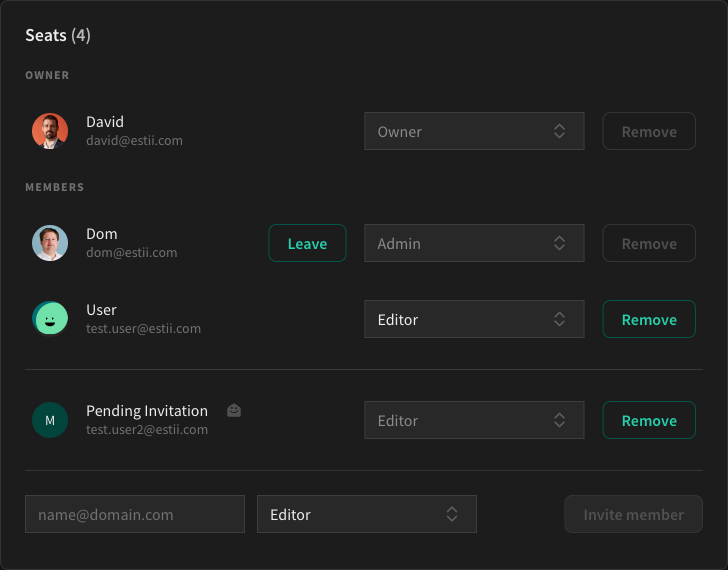 Seats (4)
OWNER
David
david@estii.com
Owner
Remove
MEMBERS
Dom
dom@estii.com
Leave
Admin
Remove
User
test.user@estii.com
Editor
Remove
M
Pending Invitation
test.user2@estii.com
Editor
Remove
name@domain.com
Editor
Invite member